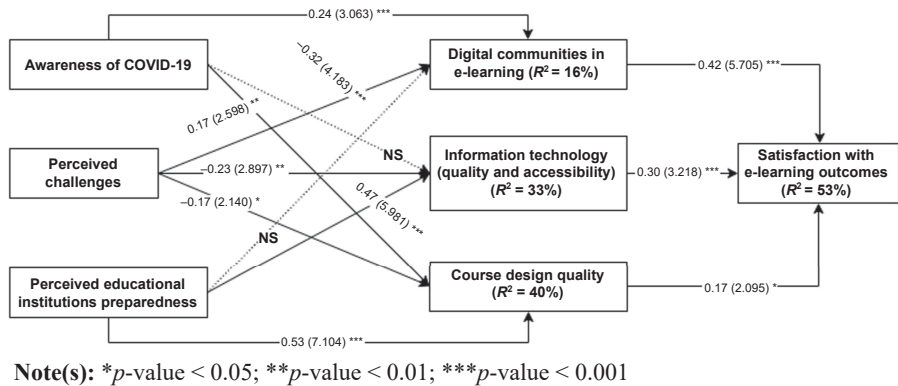 0.24 (3.063) ***
Awareness of COVID-19
Digital communities in
e-learning (R² = 16%)
0.42 (5.705) ***
–0.32 (4.183) ***
0.17 (2.598) **
NS
Perceived
challenges
–0.23 (2.897) **
Information technology
(quality and accessibility)
(R² = 33%)
0.30 (3.218) ***
Satisfaction with
e-learning outcomes
(R² = 53%)
–0.17 (2.140) *
0.47 (5.981) ***
NS
Perceived educational
institutions preparedness
Course design quality
(R² = 40%)
0.17 (2.095) *
0.53 (7.104) ***
Note(s): *p-value < 0.05; **p-value < 0.01; ***p-value < 0.001